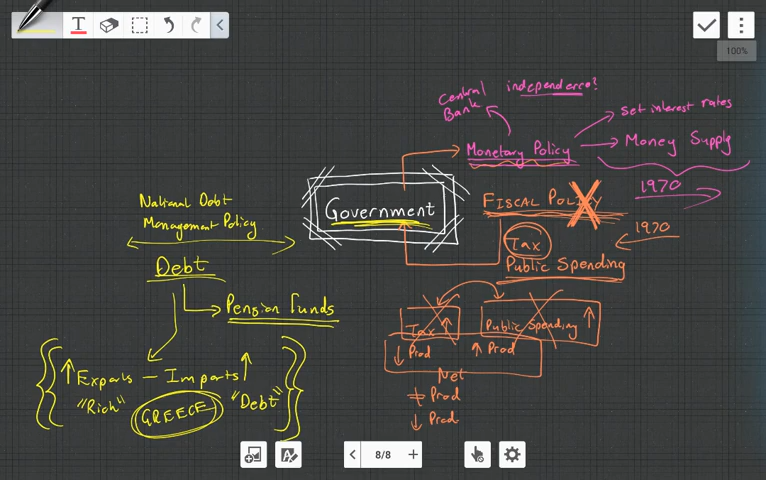 T
100%
Central
Bank
independence?
Set interest rates
Monetary Policy
Money Supply
1970
National Debt
Management Policy
Government
FISCAL POLICY
Tax
1970
Public Spending
Debt
Pension funds
Tax ↑
Public Spending ↑
↓ Prod
↑ Prod
Net
≠ Prod
↓ Prod
↑ Exports – Imports ↑
"Rich"
GREECE
"Debt"
8/8